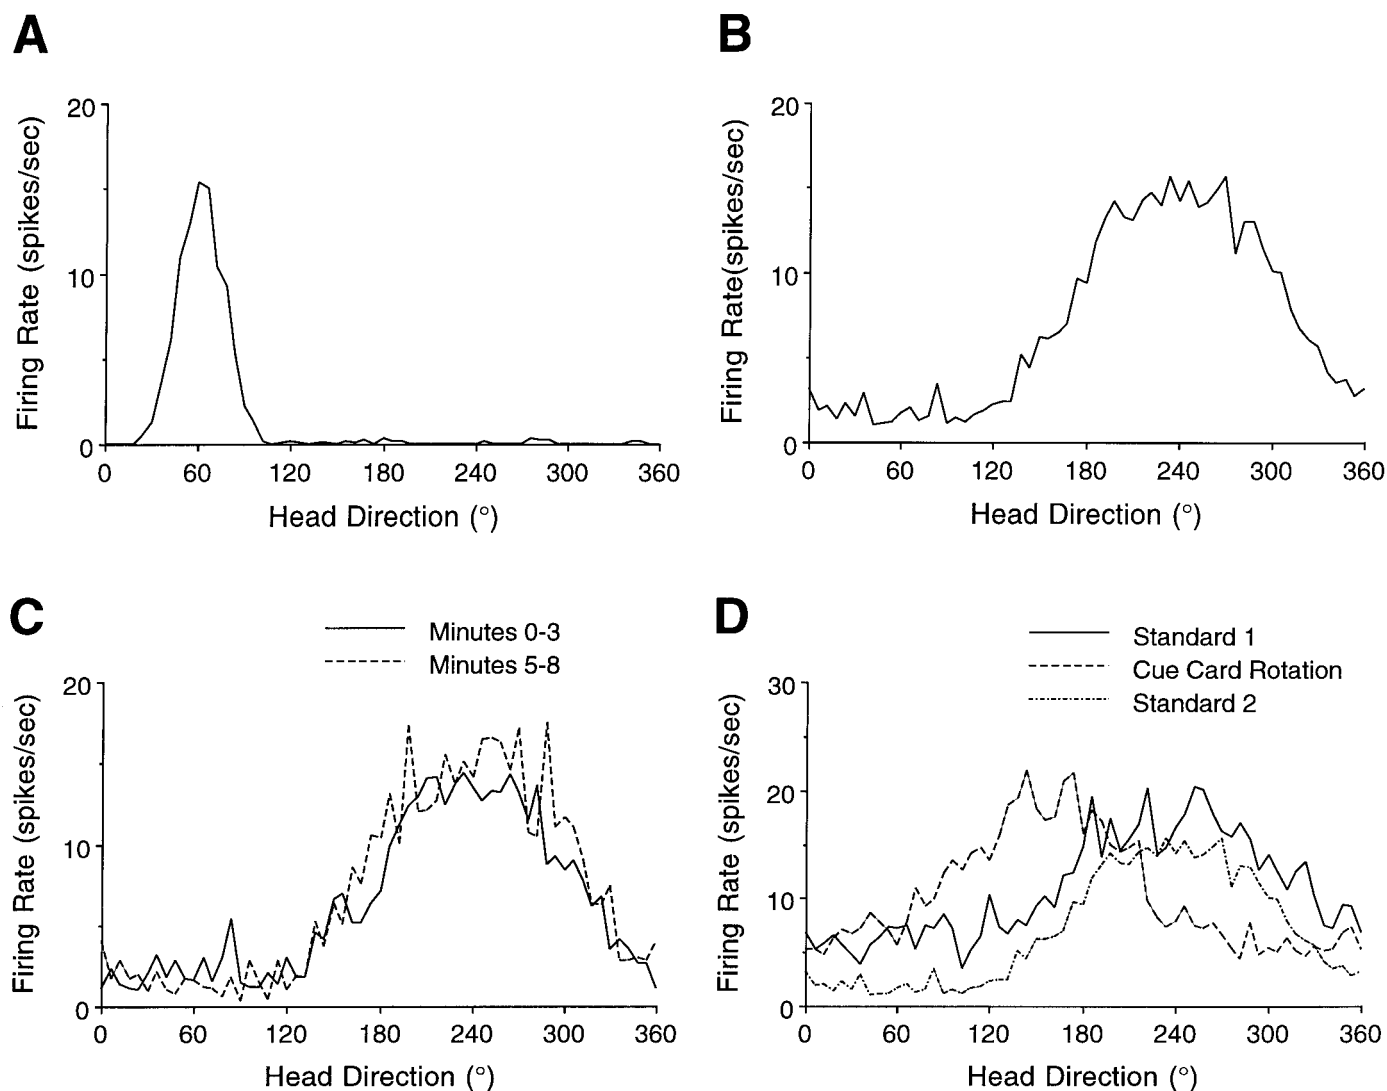 A
B
20
10
0
Firing Rate (spikes/sec)
0 60 120 180 240 300 360
Head Direction (°)
20
10
0
Firing Rate(spikes/sec)
0 60 120 180 240 300 360
Head Direction (°)
C
Minutes 0-3
Minutes 5-8
20
10
0
Firing Rate (spikes/sec)
0 60 120 180 240 300 360
Head Direction (°)
D
Standard 1
Cue Card Rotation
Standard 2
30
20
10
0
Firing Rate (spikes/sec)
0 60 120 180 240 300 360
Head Direction (°)